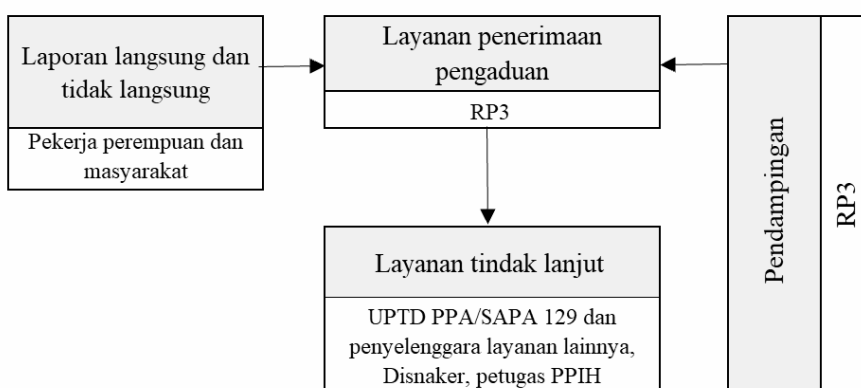 Laporan langsung dan
tidak langsung
Pekerja perempuan dan
masyarakat
Layanan penerimaan
pengaduan
RP3
Layanan tindak lanjut
UPTD PPA/SAPA 129 dan
penyelenggara layanan lainnya,
Disnaker, petugas PPIH
Pendampingan
RP3